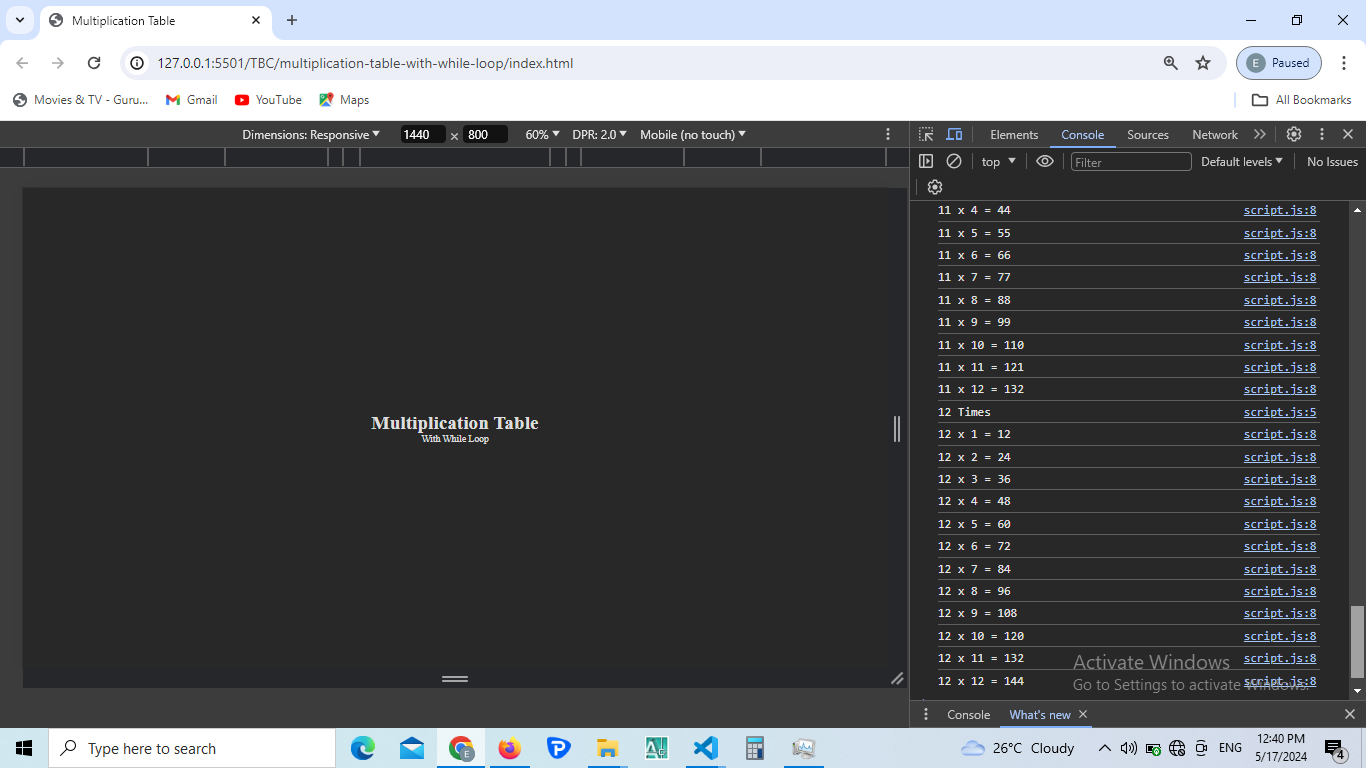 Multiplication Table
127.0.0.1:5501/TBC/multiplication-table-with-while-loop/index.html
E Paused
Movies & TV - Guru...
Gmail
YouTube
Maps
All Bookmarks
Dimensions: Responsive 1440 x 800 60% DPR: 2.0 Mobile (no touch)
Elements Console Sources Network
top Filter Default levels No Issues
Multiplication Table
With While Loop
11 x 4 = 44 script.js:8
11 x 5 = 55 script.js:8
11 x 6 = 66 script.js:8
11 x 7 = 77 script.js:8
11 x 8 = 88 script.js:8
11 x 9 = 99 script.js:8
11 x 10 = 110 script.js:8
11 x 11 = 121 script.js:8
11 x 12 = 132 script.js:8
12 Times script.js:5
12 x 1 = 12 script.js:8
12 x 2 = 24 script.js:8
12 x 3 = 36 script.js:8
12 x 4 = 48 script.js:8
12 x 5 = 60 script.js:8
12 x 6 = 72 script.js:8
12 x 7 = 84 script.js:8
12 x 8 = 96 script.js:8
12 x 9 = 108 script.js:8
12 x 10 = 120 script.js:8
12 x 11 = 132 script.js:8
12 x 12 = 144 script.js:8
Activate Windows
Go to Settings to activate Windows.
Console What's new
Type here to search
26°C Cloudy
ENG
12:40 PM
5/17/2024
4